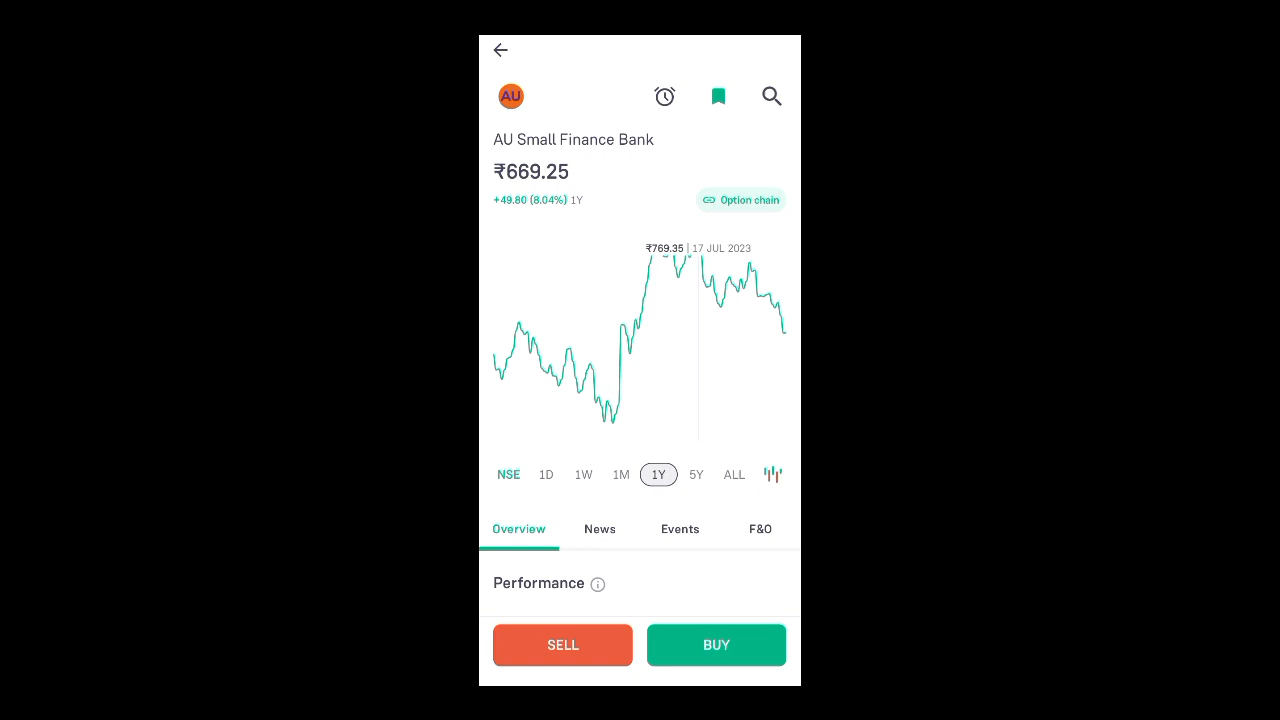 AU
AU Small Finance Bank
₹669.25
+49.80 (8.04%) 1Y
Option chain
₹769.35 | 17 JUL 2023
NSE 1D 1W 1M 1Y 5Y ALL
Overview News Events F&O
Performance
SELL BUY